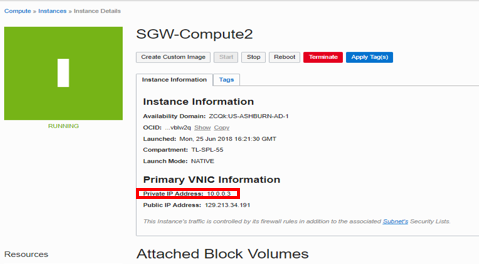 Compute » Instances » Instance Details
SGW-Compute2
Create Custom Image Start Stop Reboot Terminate Apply Tag(s)
Instance Information Tags
Instance Information
Availability Domain: ZCQk:US-ASHBURN-AD-1
OCID: ...vblw2q Show Copy
Launched: Mon, 25 Jun 2018 16:21:30 GMT
Compartment: TL-SPL-55
Launch Mode: NATIVE
RUNNING
Primary VNIC Information
Private IP Address: 10.0.0.3
Public IP Address: 129.213.34.191
This Instance's traffic is controlled by its firewall rules in addition to the associated Subnet's Security Lists.
Resources
Attached Block Volumes